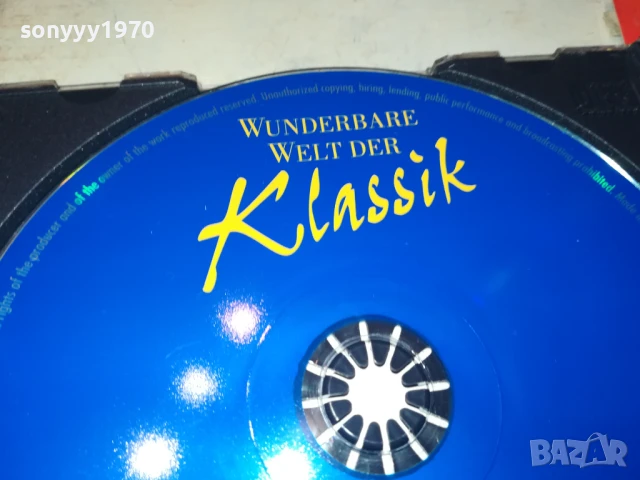 sonyyy1970
rights of the producer and of the owner of the work reproduced reserved. Unauthorized copying, hiring, lending, public performance and broadcasting prohibited. Made
WUNDERBARE
WELT DER
Klassik
BAZAR